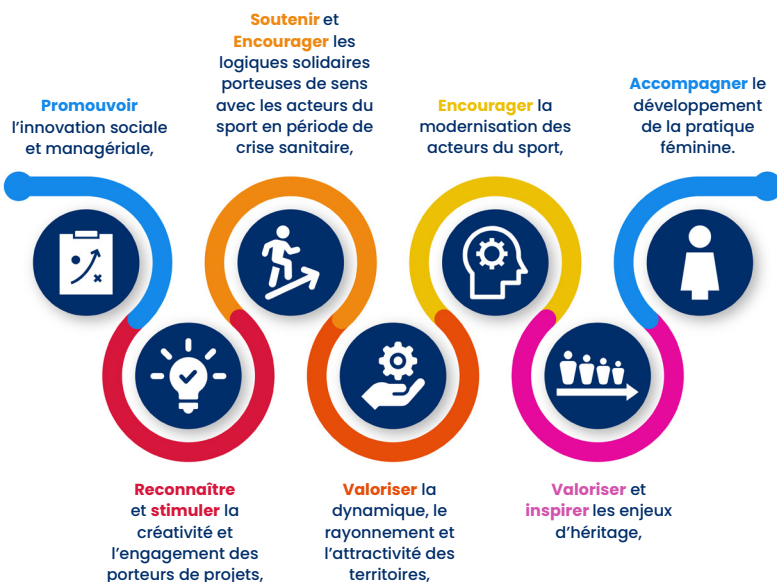 Promouvoir
l'innovation sociale
et managériale,
Reconnaître
et stimuler la
créativité et
l'engagement des
porteurs de projets,
Soutenir et
Encourager les
logiques solidaires
porteuses de sens
avec les acteurs du
sport en période de
crise sanitaire,
Valoriser la
dynamique, le
rayonnement et
l'attractivité des
territoires,
Encourager la
modernisation des
acteurs du sport,
Valoriser et
inspirer les enjeux
d'héritage,
Accompagner le
développement
de la pratique
féminine.